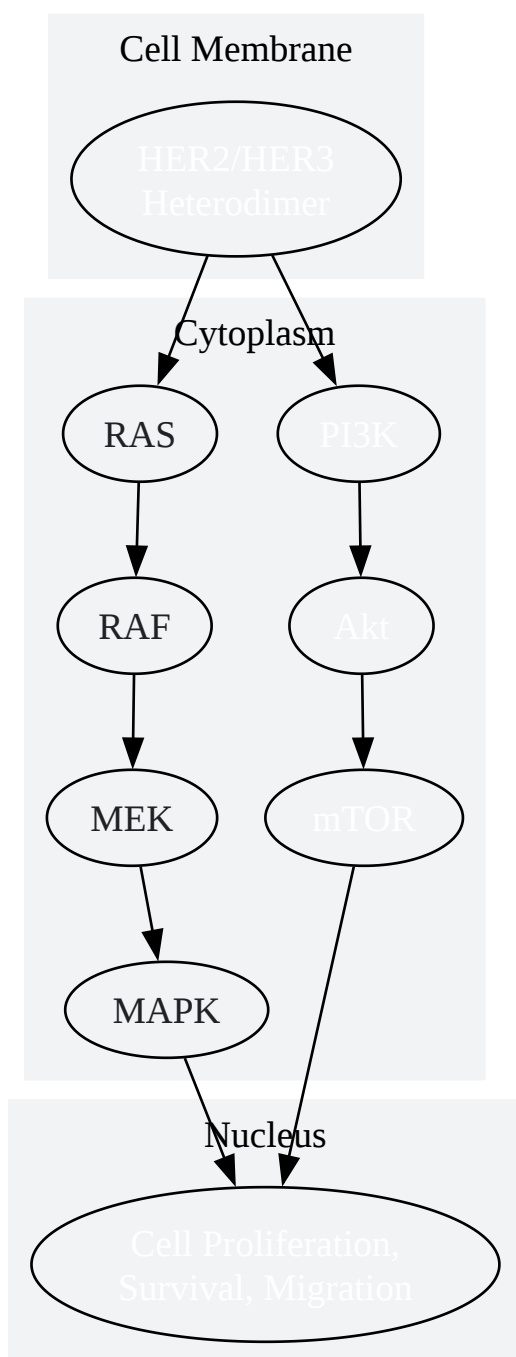 Cell Membrane
HER2/HER3
Heterodimer
Cytoplasm
RAS
PI3K
RAF
Akt
MEK
mTOR
MAPK
Nucleus
Cell Proliferation,
Survival, Migration